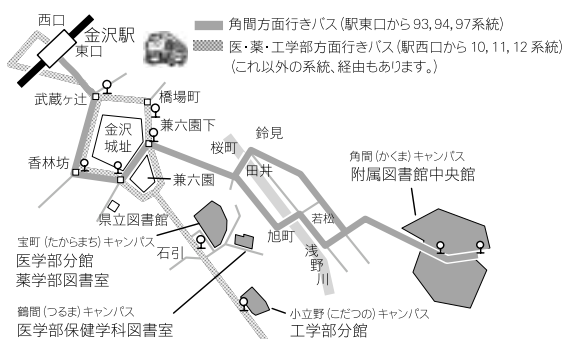 西口
金沢駅
東口
角間方面行きバス（駅東口から 93, 94, 97系統）
医・薬・工学部方面行きバス（駅西口から 10, 11, 12 系統）
（これ以外の系統、経由もあります。）
武蔵ヶ辻
橋場町
金沢
城址
兼六園下
香林坊
兼六園
県立図書館
桜町
鈴見
田井
旭町
若松
浅
野
川
石引
角間（かくま）キャンパス
附属図書館中央館
宝町（たからまち）キャンパス
医学部分館
薬学部図書室
鶴間（つるま）キャンパス
医学部保健学科図書室
小立野（こだつの）キャンパス
工学部分館